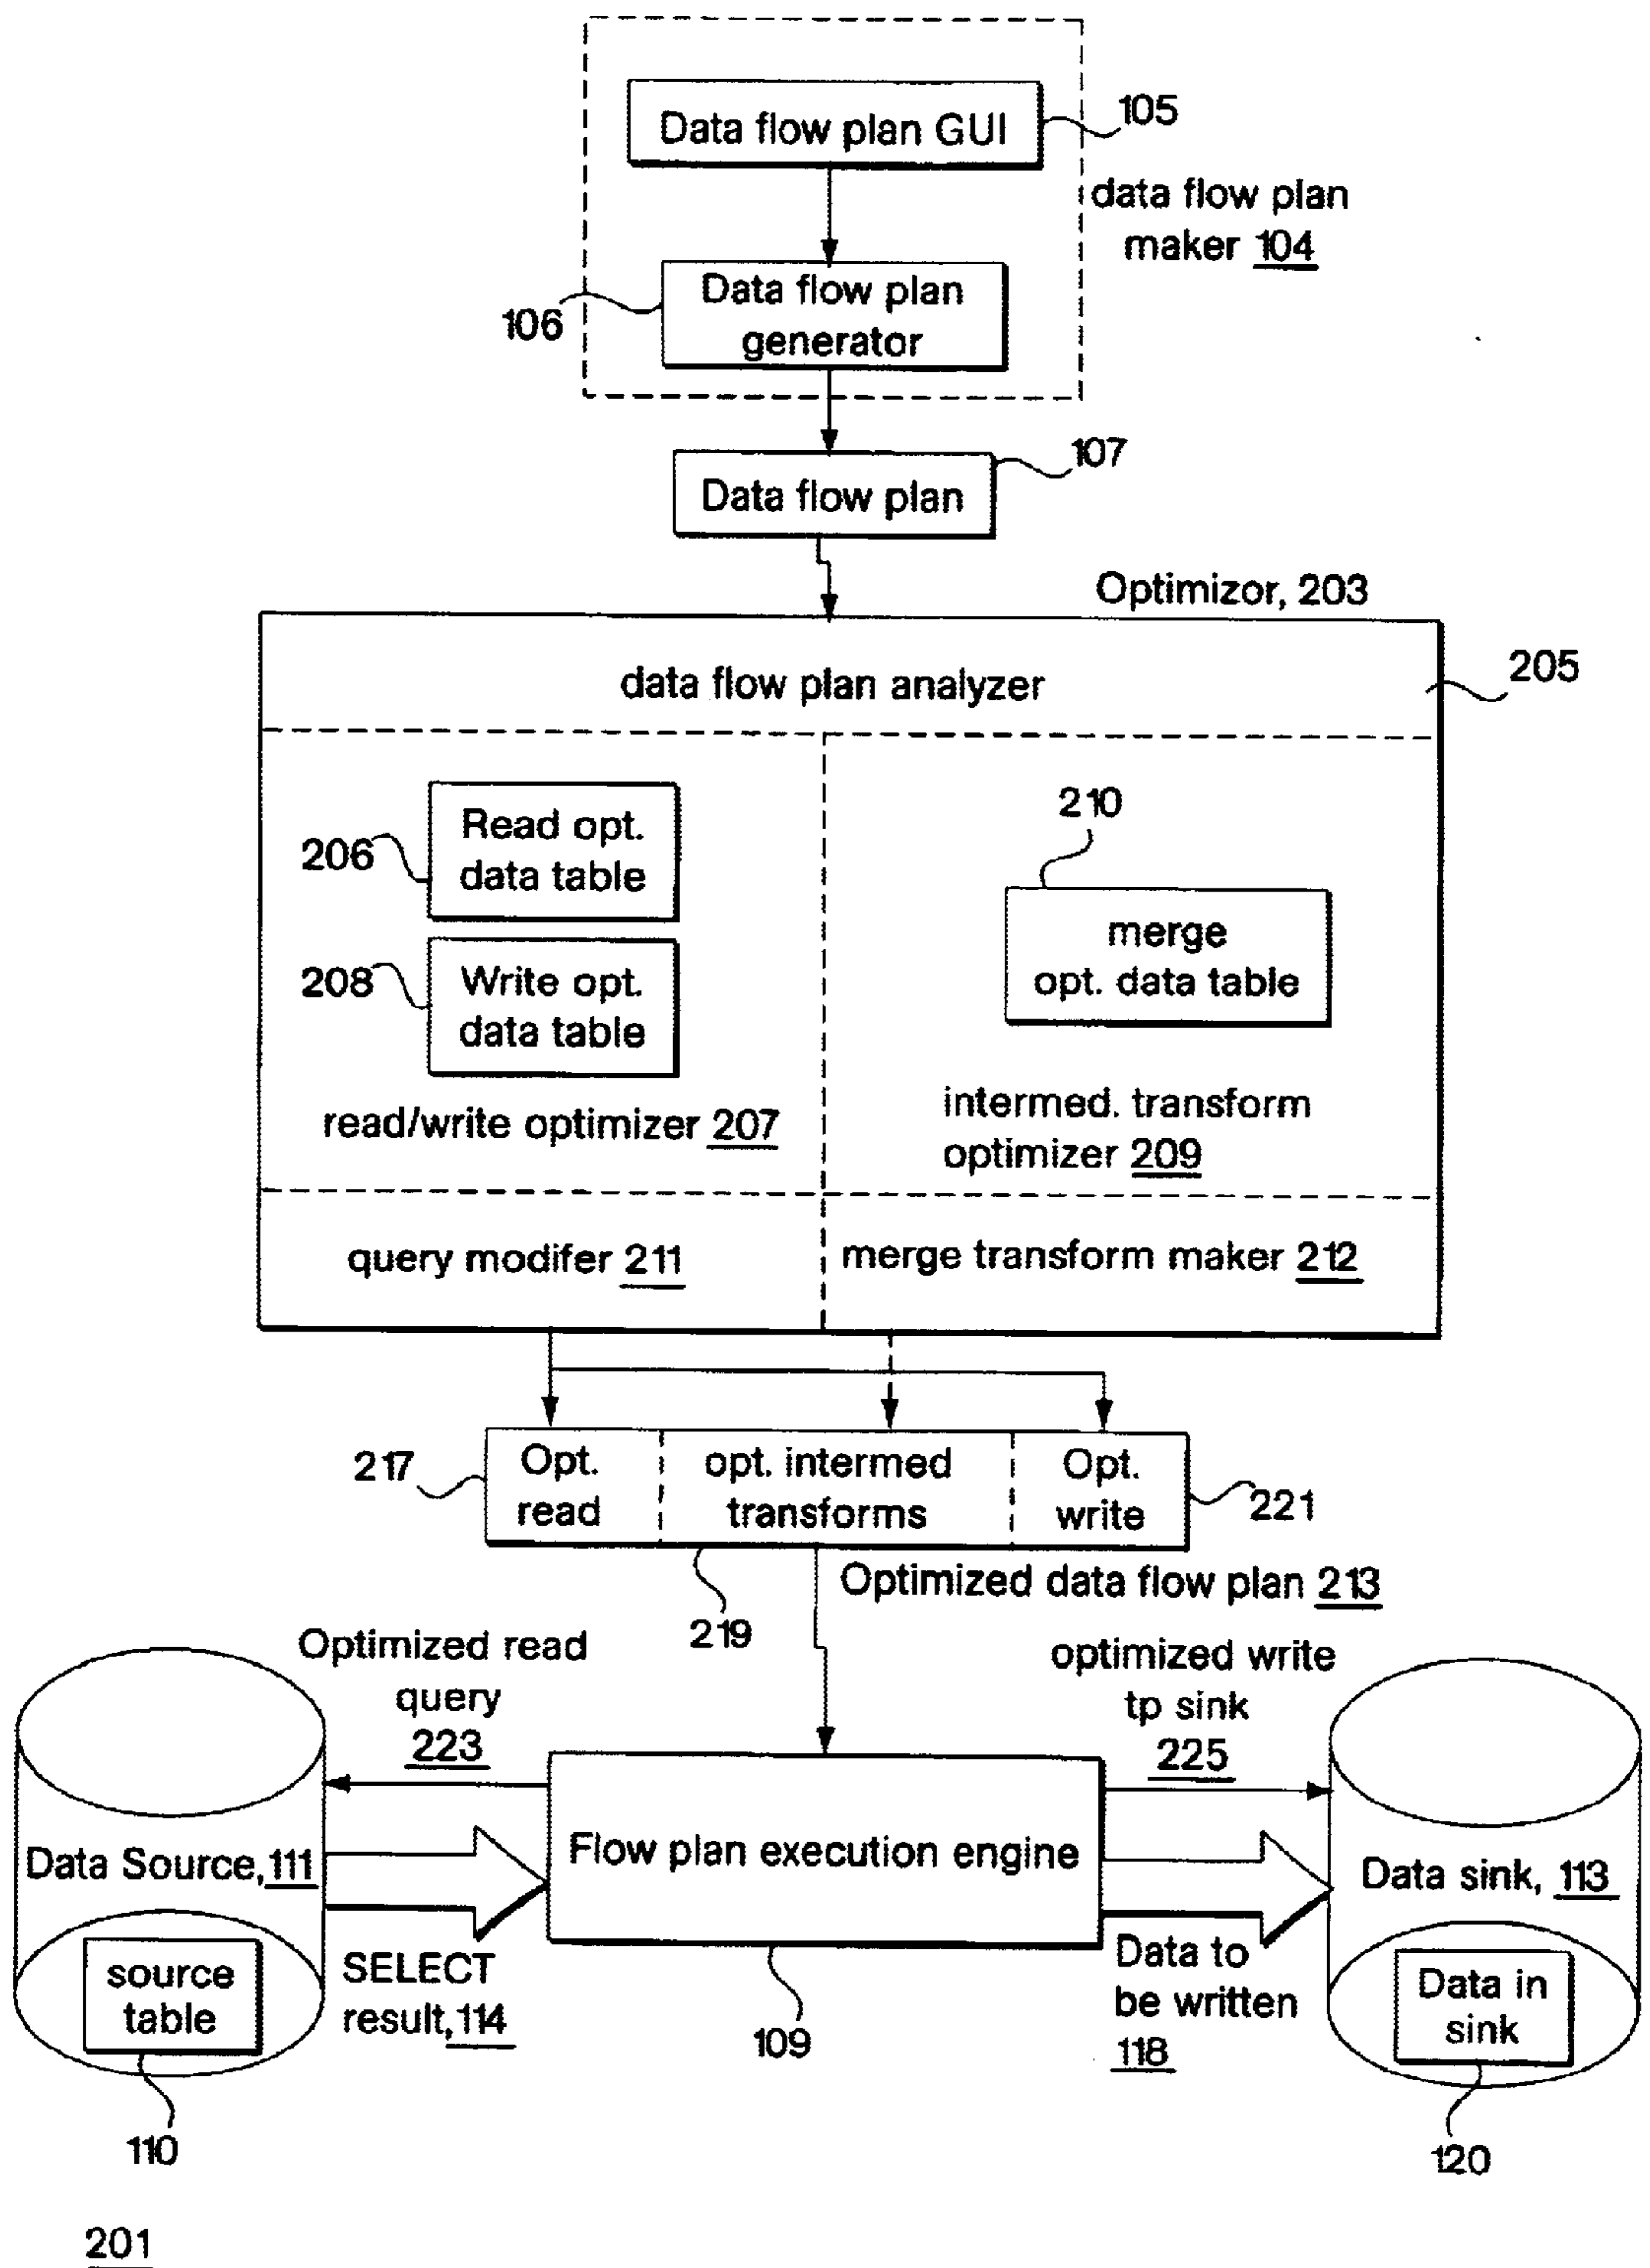 Data flow plan GUI
105
data flow plan
maker 104
Data flow plan
generator
106
107
Data flow plan
Optimizor, 203
data flow plan analyzer
205
Read opt.
data table
206
210
merge
opt. data table
Write opt.
data table
208
read/write optimizer 207
intermed. transform
optimizer 209
query modifer 211
merge transform maker 212
217
Opt.
read
opt. intermed
transforms
Opt.
write
221
Optimized data flow plan 213
219
Optimized read
query
223
optimized write
tp sink
225
Data Source, 111
Flow plan execution engine
Data sink, 113
source
table
SELECT
result, 114
109
Data to
be written
118
Data in
sink
110
120
201